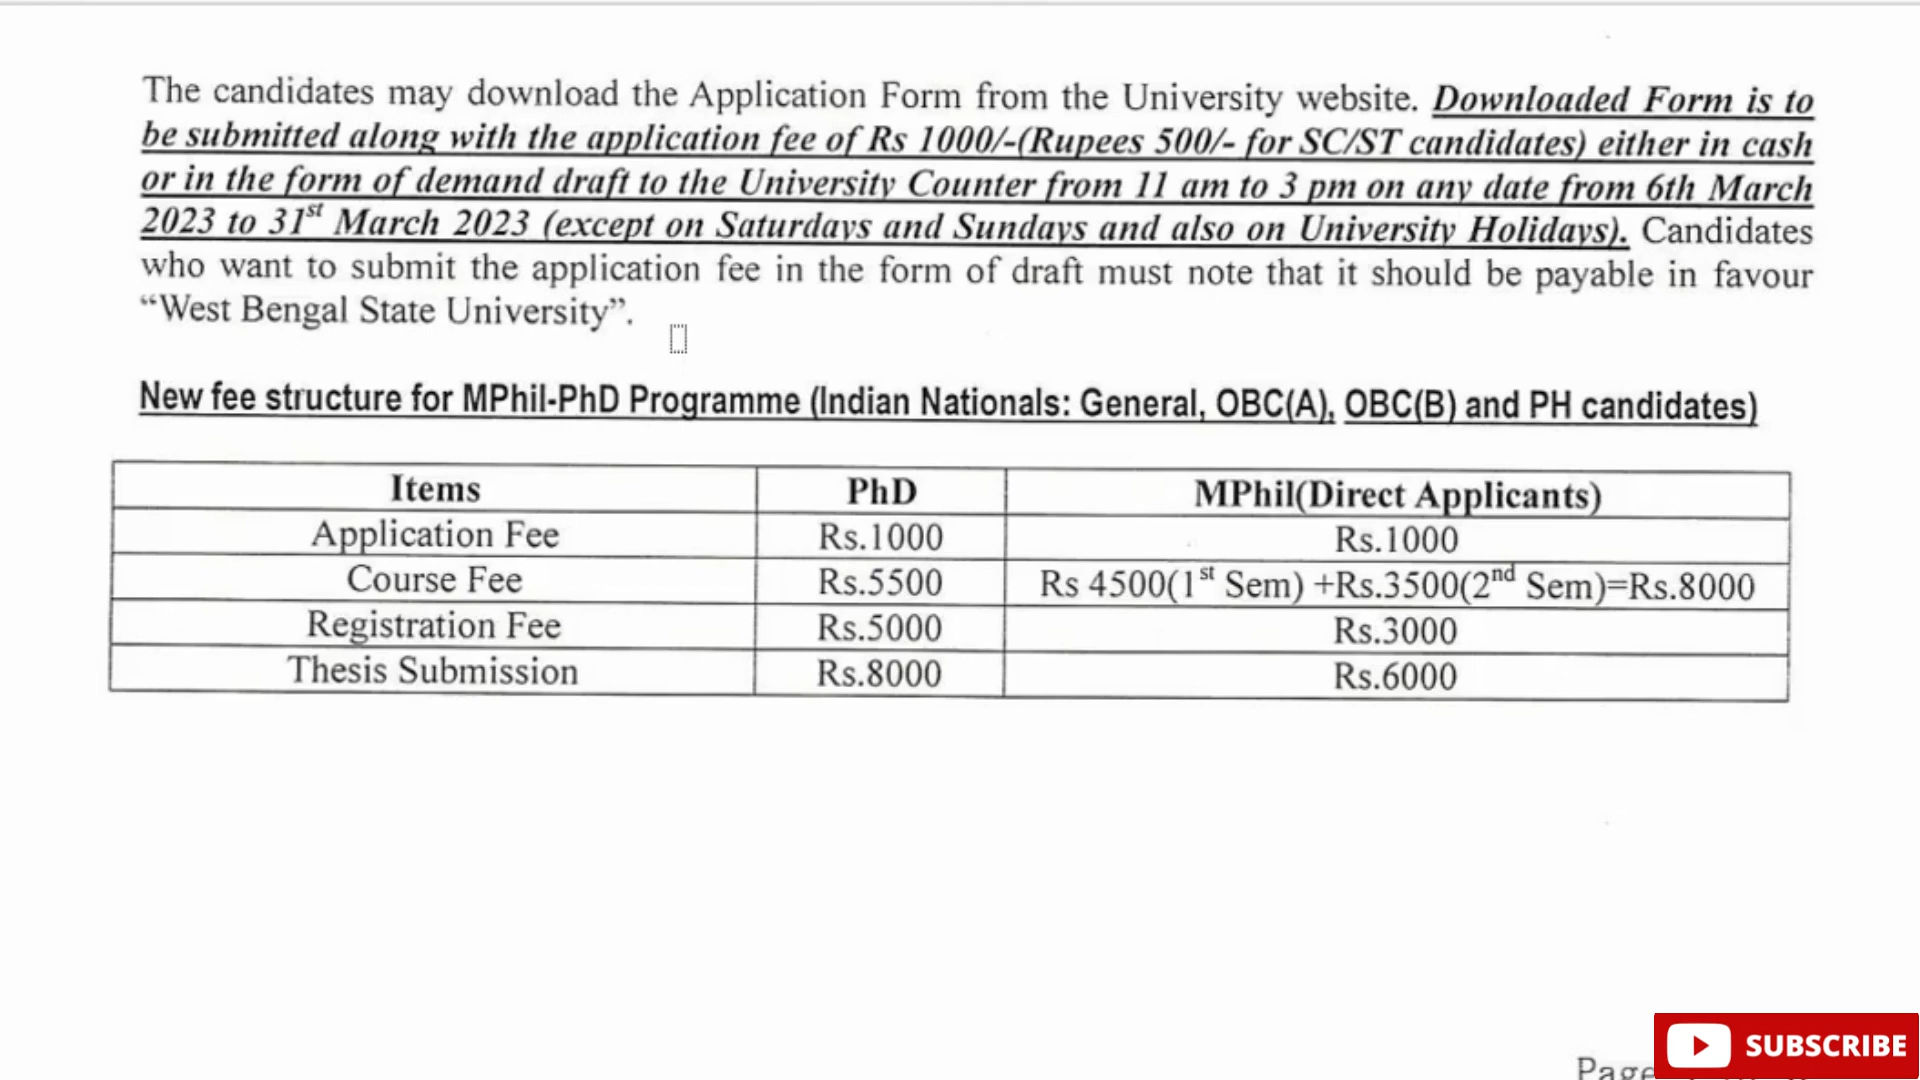 The candidates may download the Application Form from the University website. Downloaded Form is to
be submitted along with the application fee of Rs 1000/-(Rupees 500/- for SC/ST candidates) either in cash
or in the form of demand draft to the University Counter from 11 am to 3 pm on any date from 6th March
2023 to 31st March 2023 (except on Saturdays and Sundays and also on University Holidays). Candidates
who want to submit the application fee in the form of draft must note that it should be payable in favour
“West Bengal State University”.
New fee structure for MPhil-PhD Programme (Indian Nationals: General, OBC(A), OBC(B) and PH candidates)
Items PhD MPhil(Direct Applicants)
Application Fee Rs.1000 Rs.1000
Course Fee Rs.5500 Rs 4500(1st Sem) +Rs.3500(2nd Sem)=Rs.8000
Registration Fee Rs.5000 Rs.3000
Thesis Submission Rs.8000 Rs.6000
Page
SUBSCRIBE